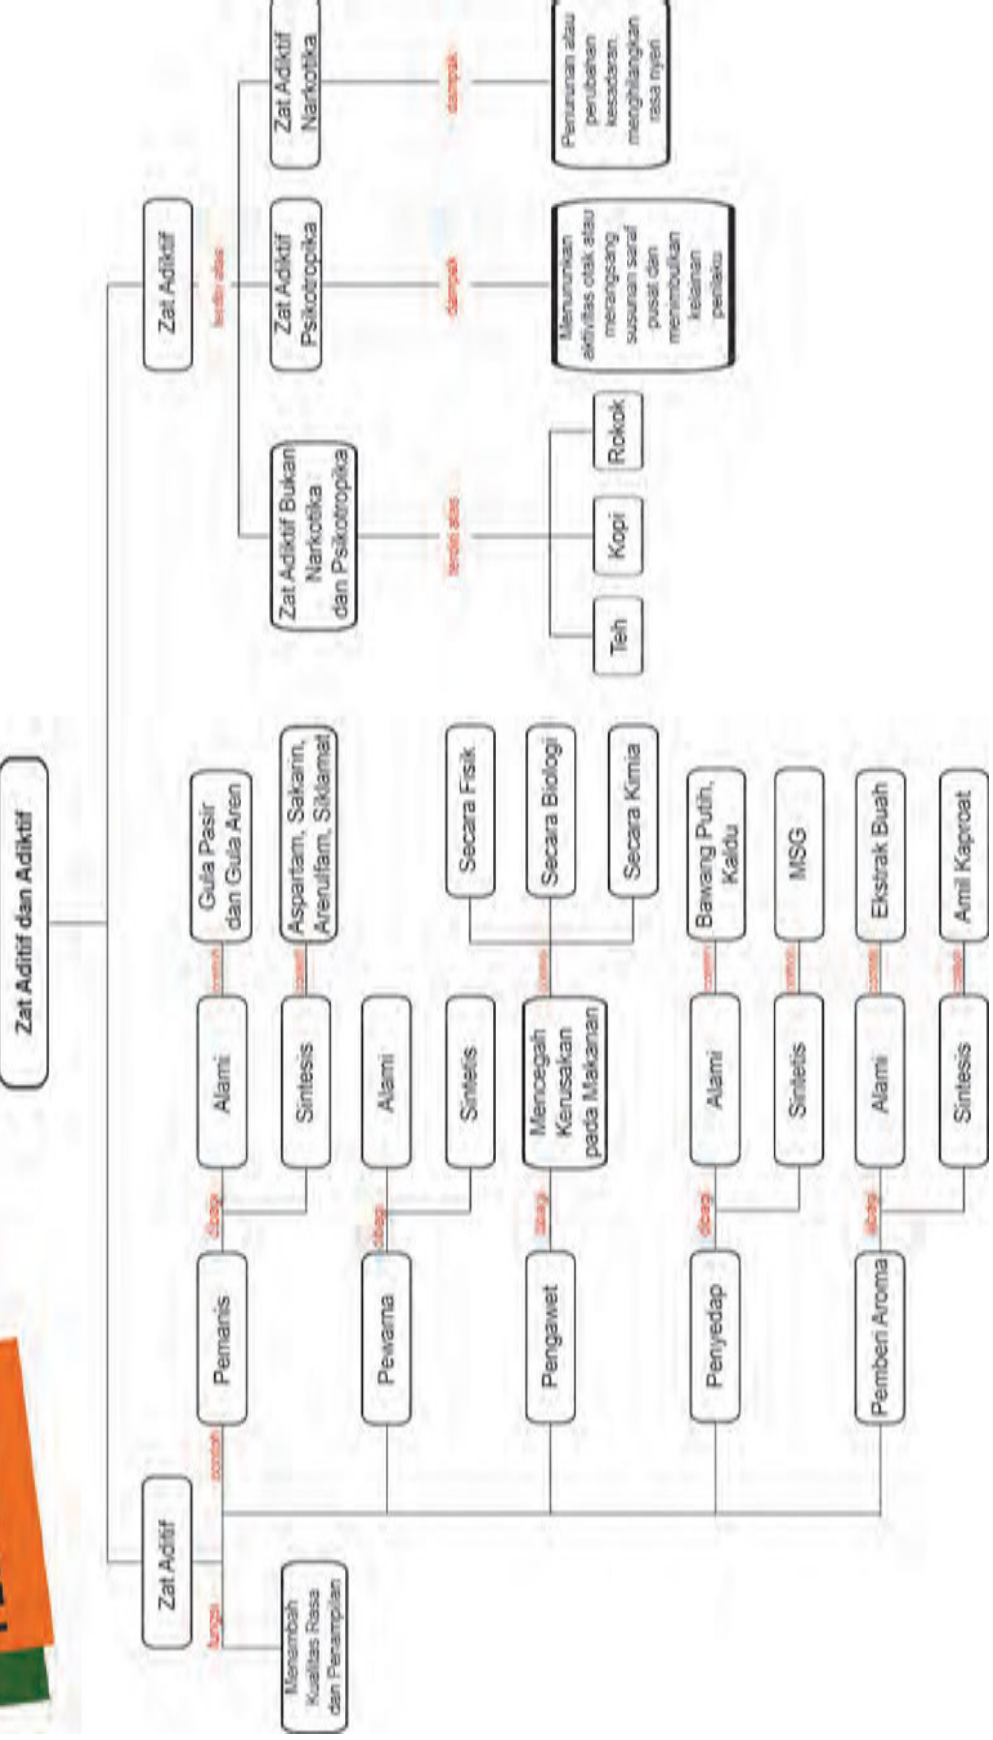 Zat Aditif dan Adiktif
Zat Aditif
fungsi
Menambah
Kualitas Rasa
dan Penampilan
contoh
Pemanis
dibagi
Alami
contoh
Gula Pasir
dan Gula Aren
Sintesis
contoh
Aspartam, Sakarin,
Arerulfam, Siklamat
Pewarna
dibagi
Alami
Sintetis
Pengawet
dibagi
Mencegah
Kerusakan
pada Makanan
Secara Fisik
Secara Biologi
Secara Kimia
Penyedap
dibagi
Alami
contoh
Bawang Putih,
Kaldu
Sintetis
contoh
MSG
Pemberi Aroma
dibagi
Alami
contoh
Ekstrak Buah
Sintesis
contoh
Amil Kaproat
Zat Adiktif
terdiri atas
Zat Adiktif Bukan
Narkotika
dan Psikotropika
terdiri atas
Teh
Kopi
Rokok
Zat Adiktif
Psikotropika
dampak
Menurunkan
aktivitas otak atau
merangsang
susunan saraf
pusat dan
menimbulkan
kelainan
perilaku
Zat Adiktif
Narkotika
dampak
Penurunan atau
perubahan
kesadaran,
menghilangkan
rasa nyeri